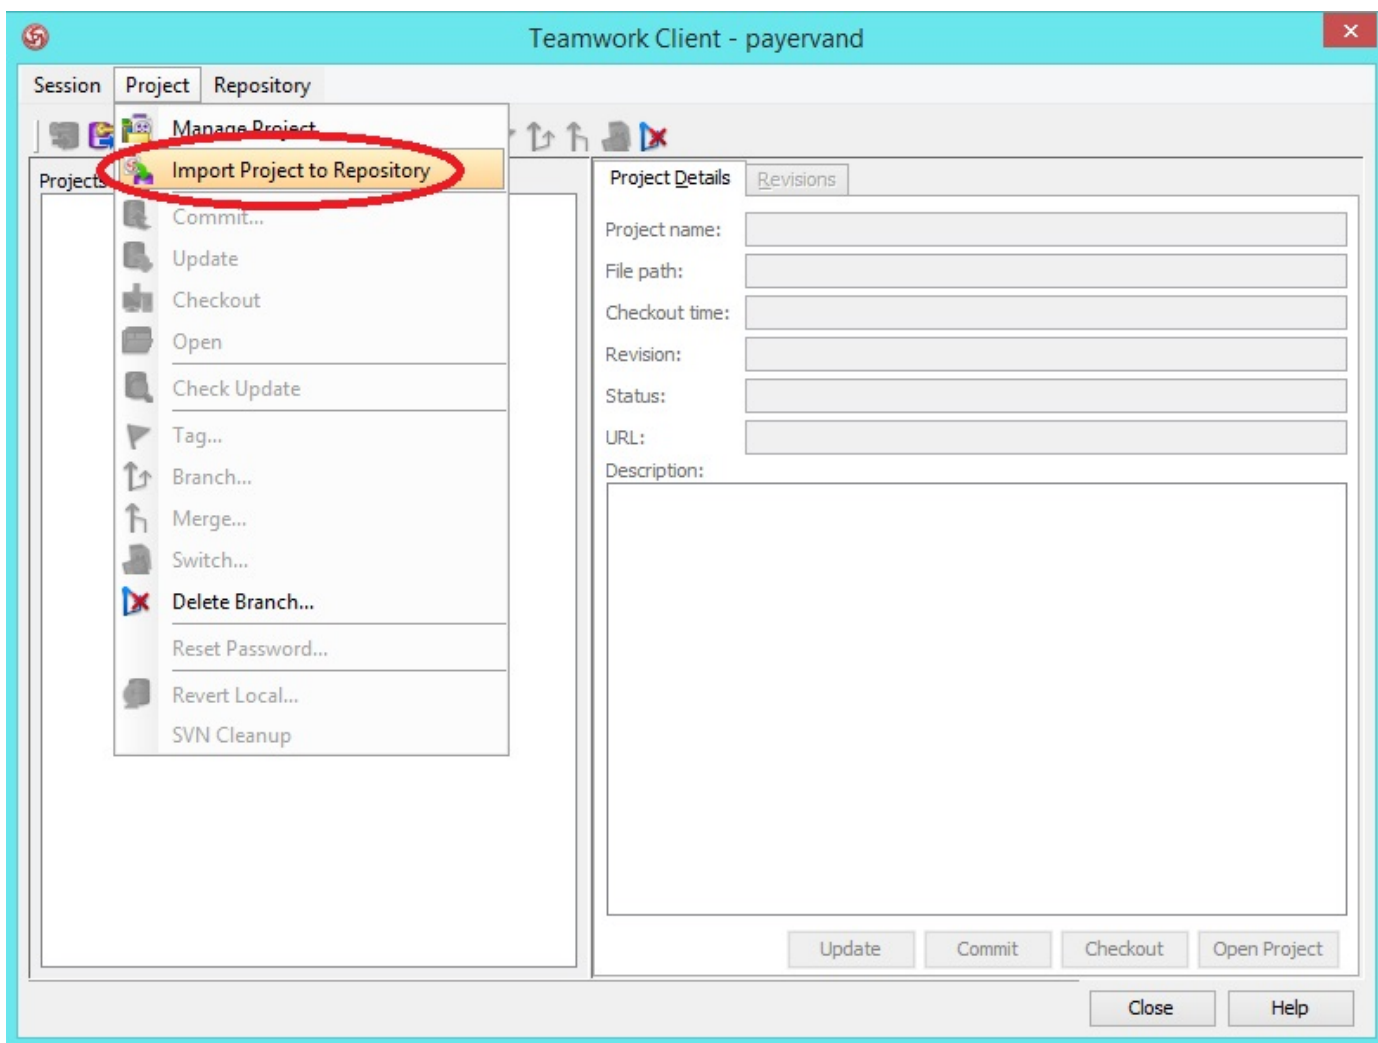 Teamwork Client - payervand
Session Project Repository
Manage Project
Import Project to Repository
Projects
Commit...
Update
Checkout
Open
Check Update
Tag...
Branch...
Merge...
Switch...
Delete Branch...
Reset Password...
Revert Local...
SVN Cleanup
Project Details Revisions
Project name:
File path:
Checkout time:
Revision:
Status:
URL:
Description:
Update Commit Checkout Open Project
Close Help